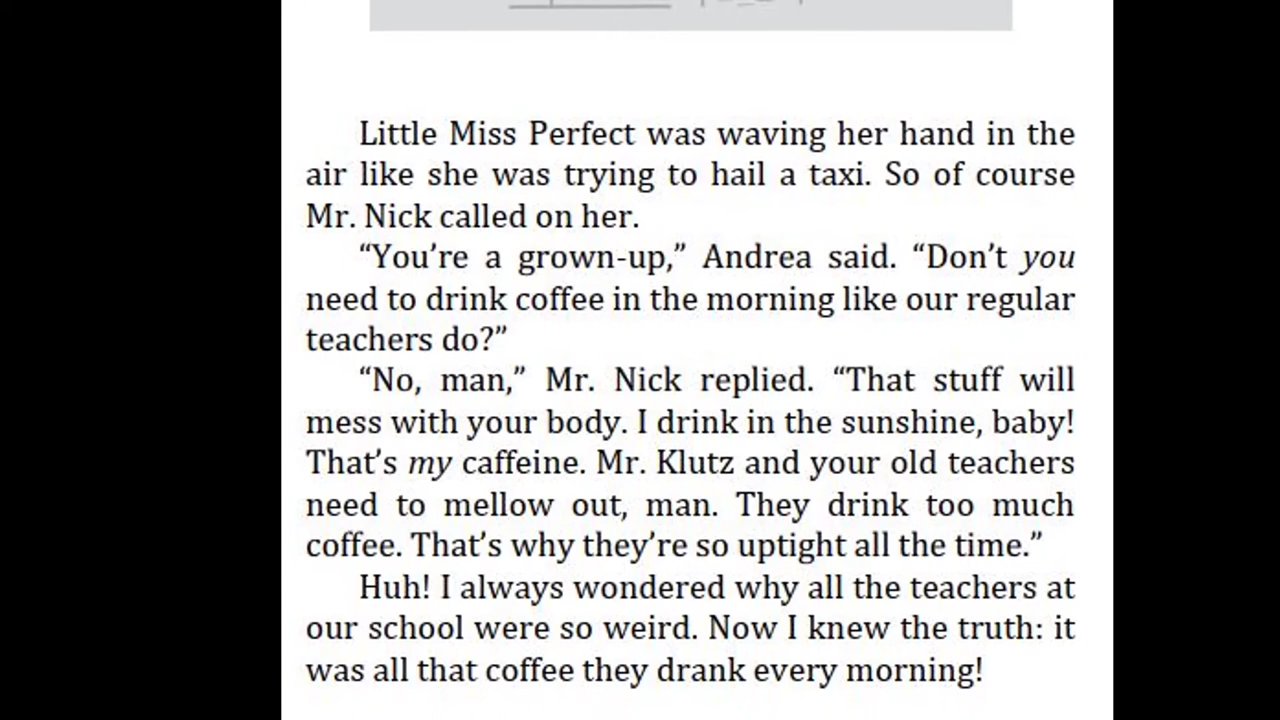 Little Miss Perfect was waving her hand in the
air like she was trying to hail a taxi. So of course
Mr. Nick called on her.
“You’re a grown-up,” Andrea said. “Don’t you
need to drink coffee in the morning like our regular
teachers do?”
“No, man,” Mr. Nick replied. “That stuff will
mess with your body. I drink in the sunshine, baby!
That’s my caffeine. Mr. Klutz and your old teachers
need to mellow out, man. They drink too much
coffee. That’s why they’re so uptight all the time.”
Huh! I always wondered why all the teachers at
our school were so weird. Now I knew the truth: it
was all that coffee they drank every morning!